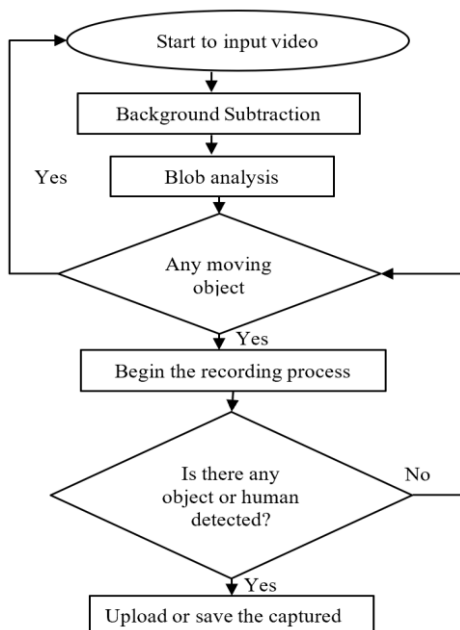 Start to input video
Background Subtraction
Yes
Blob analysis
Any moving
object
Yes
Begin the recording process
Is there any
object or human
detected?
No
Yes
Upload or save the captured